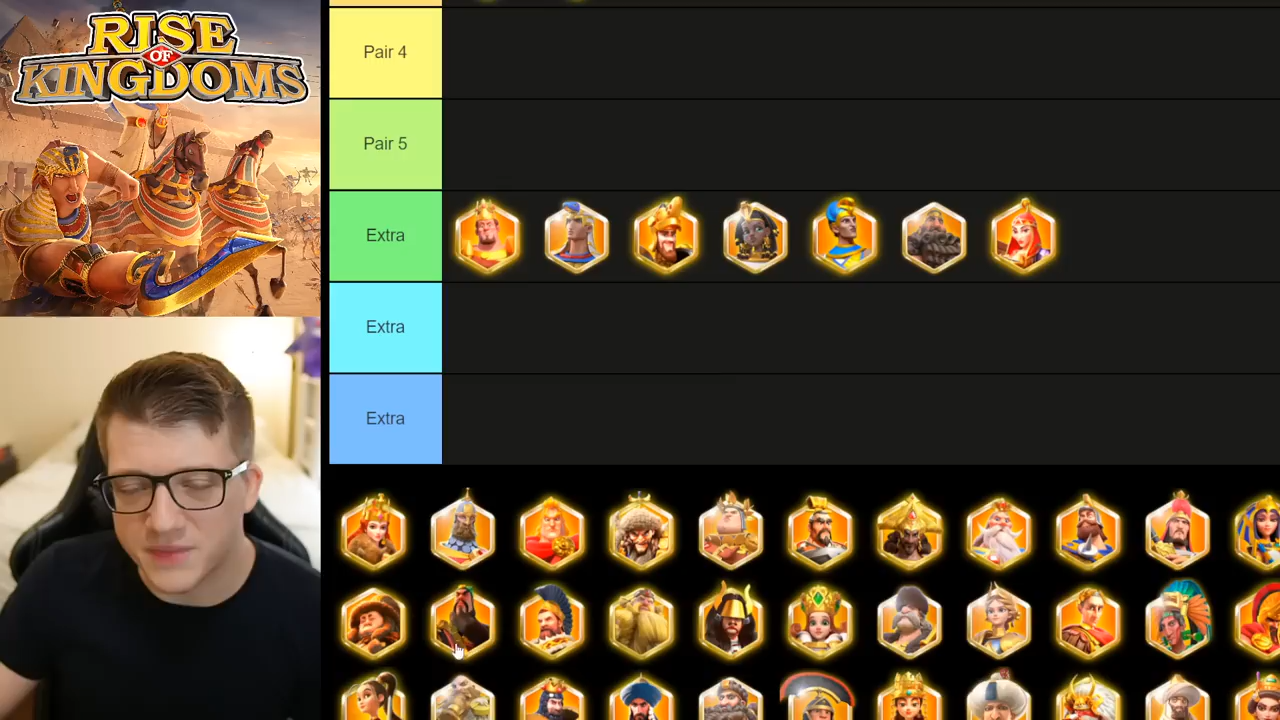 RISE
OF
KINGDOMS
Pair 4
Pair 5
Extra
Extra
Extra